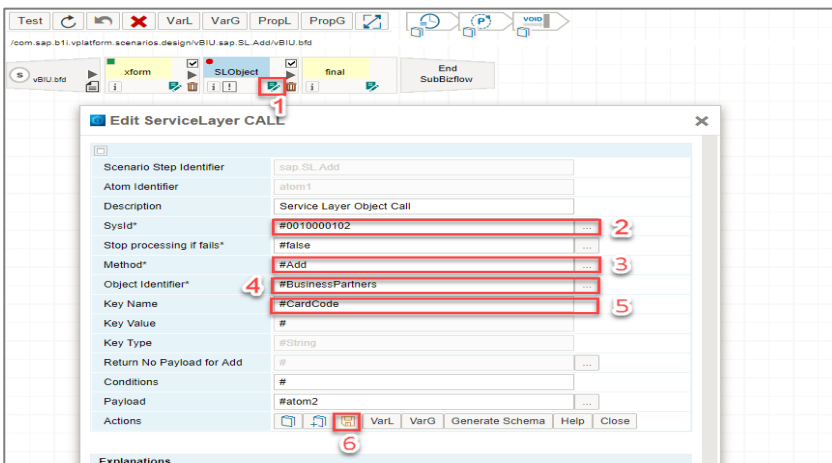 Test VarL VarG PropL PropG P VOID
/com.sap.b1i.vplatform.scenarios.design/vBIU.sap.SL.Add/vBIU.bfd
S vBIU.bfd xform SLObject final End
SubBizflow
i i ! i
1
Edit ServiceLayer CALL
Scenario Step Identifier sap.SL.Add
Atom Identifier atom1
Description Service Layer Object Call
SysId* #0010000102 ... 2
Stop processing if fails* #false ...
Method* #Add ... 3
Object Identifier* 4 #BusinessPartners ...
Key Name #CardCode 5
Key Value #
Key Type #String
Return No Payload for Add # ...
Conditions #
Payload #atom2 ...
Actions VarL VarG Generate Schema Help Close
6
Explanations